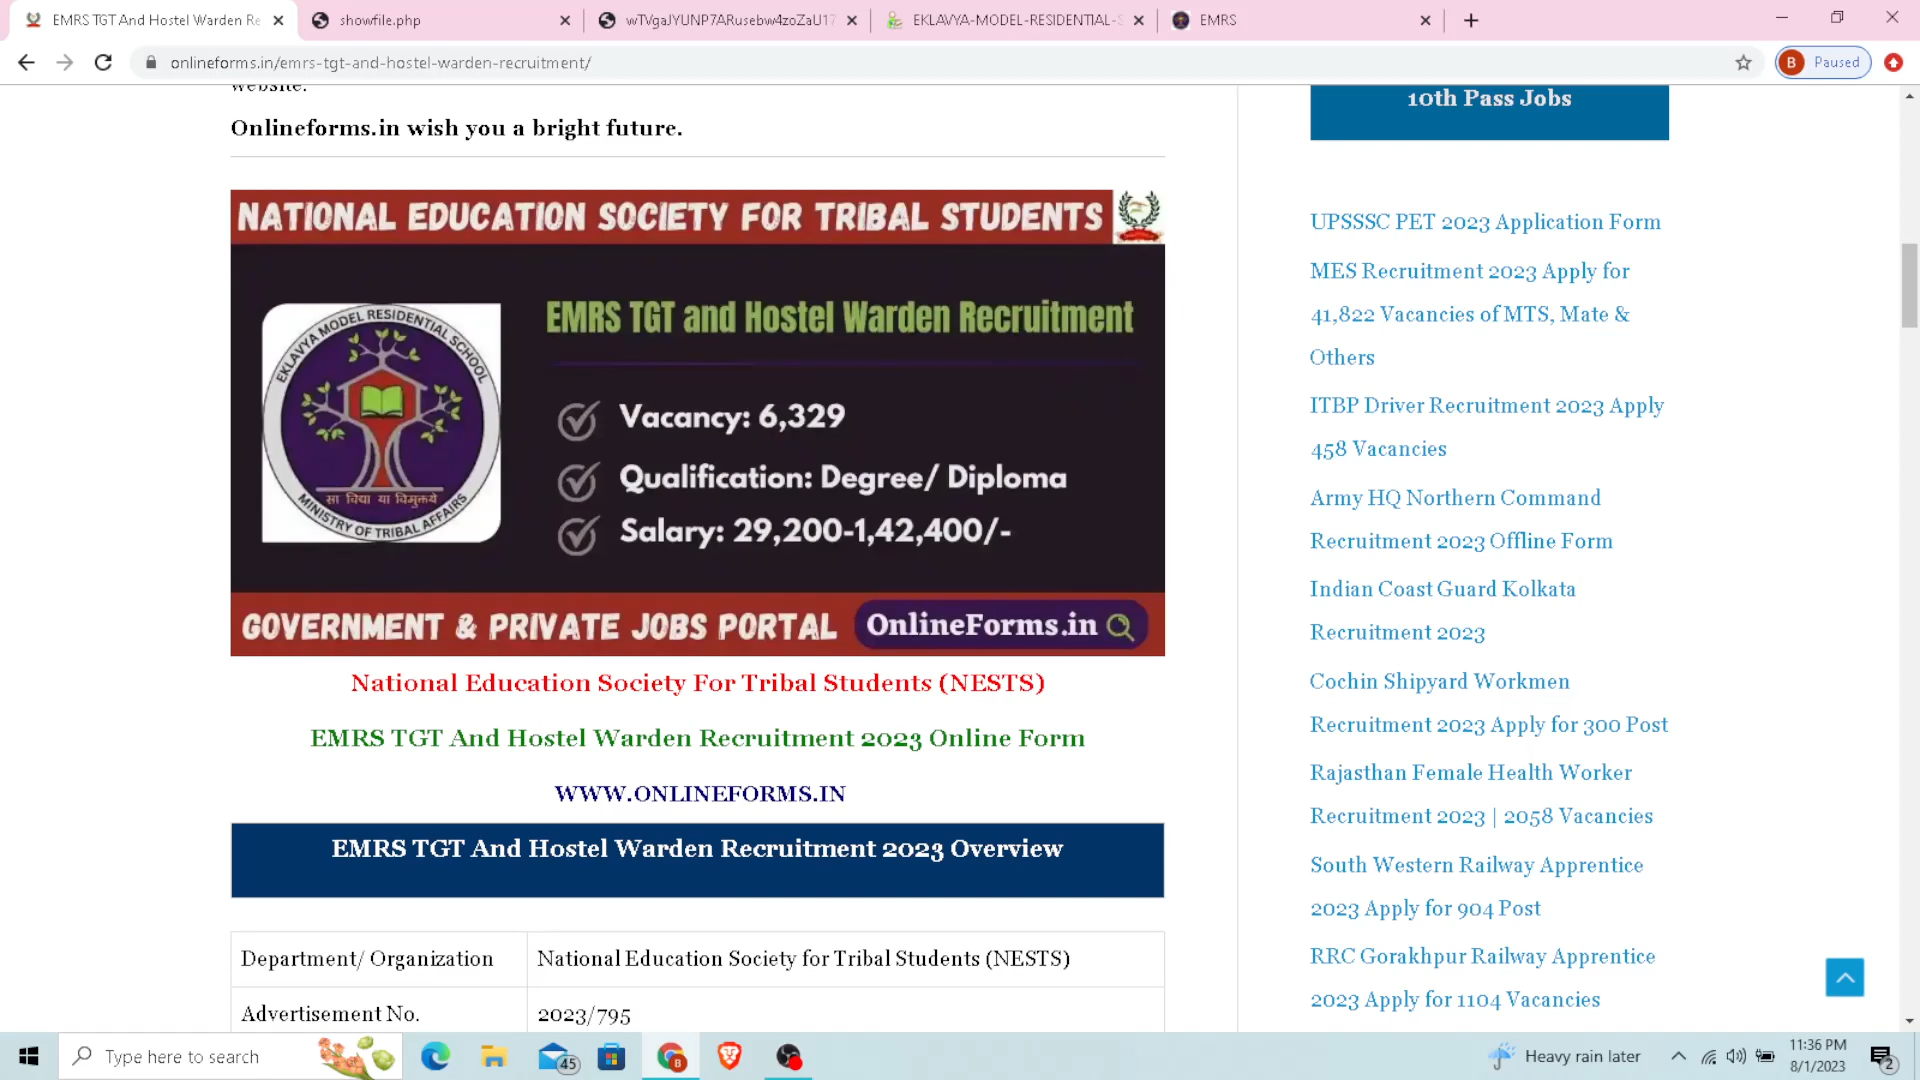 EMRS TGT And Hostel Warden Re
showfile.php
wTVgaJYUNP7ARusebw4zoZaU17
EKLAVYA-MODEL-RESIDENTIAL-S
EMRS
onlineforms.in/emrs-tgt-and-hostel-warden-recruitment/
B Paused
website.
Onlineforms.in wish you a bright future.
NATIONAL EDUCATION SOCIETY FOR TRIBAL STUDENTS
EKLAVYA MODEL RESIDENTIAL SCHOOL
सा विद्या या विमुक्तये
MINISTRY OF TRIBAL AFFAIRS
EMRS TGT and Hostel Warden Recruitment
Vacancy: 6,329
Qualification: Degree/ Diploma
Salary: 29,200-1,42,400/-
GOVERNMENT & PRIVATE JOBS PORTAL OnlineForms.in
National Education Society For Tribal Students (NESTS)
EMRS TGT And Hostel Warden Recruitment 2023 Online Form
WWW.ONLINEFORMS.IN
EMRS TGT And Hostel Warden Recruitment 2023 Overview
Department/ Organization National Education Society for Tribal Students (NESTS)
Advertisement No. 2023/795
10th Pass Jobs
UPSSSC PET 2023 Application Form
MES Recruitment 2023 Apply for
41,822 Vacancies of MTS, Mate &
Others
ITBP Driver Recruitment 2023 Apply
458 Vacancies
Army HQ Northern Command
Recruitment 2023 Offline Form
Indian Coast Guard Kolkata
Recruitment 2023
Cochin Shipyard Workmen
Recruitment 2023 Apply for 300 Post
Rajasthan Female Health Worker
Recruitment 2023 | 2058 Vacancies
South Western Railway Apprentice
2023 Apply for 904 Post
RRC Gorakhpur Railway Apprentice
2023 Apply for 1104 Vacancies
Type here to search
45
B
Heavy rain later
11:36 PM
8/1/2023
2